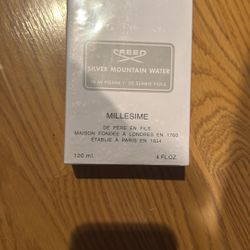 CREED
SILVER MOUNTAIN WATER
MILLESIME
DE PÈRE EN FILS
MAISON FONDÉE A LONDRES EN 1760
ÉTABLIE A PARIS EN 1854
120 ml. 4 FL.OZ.